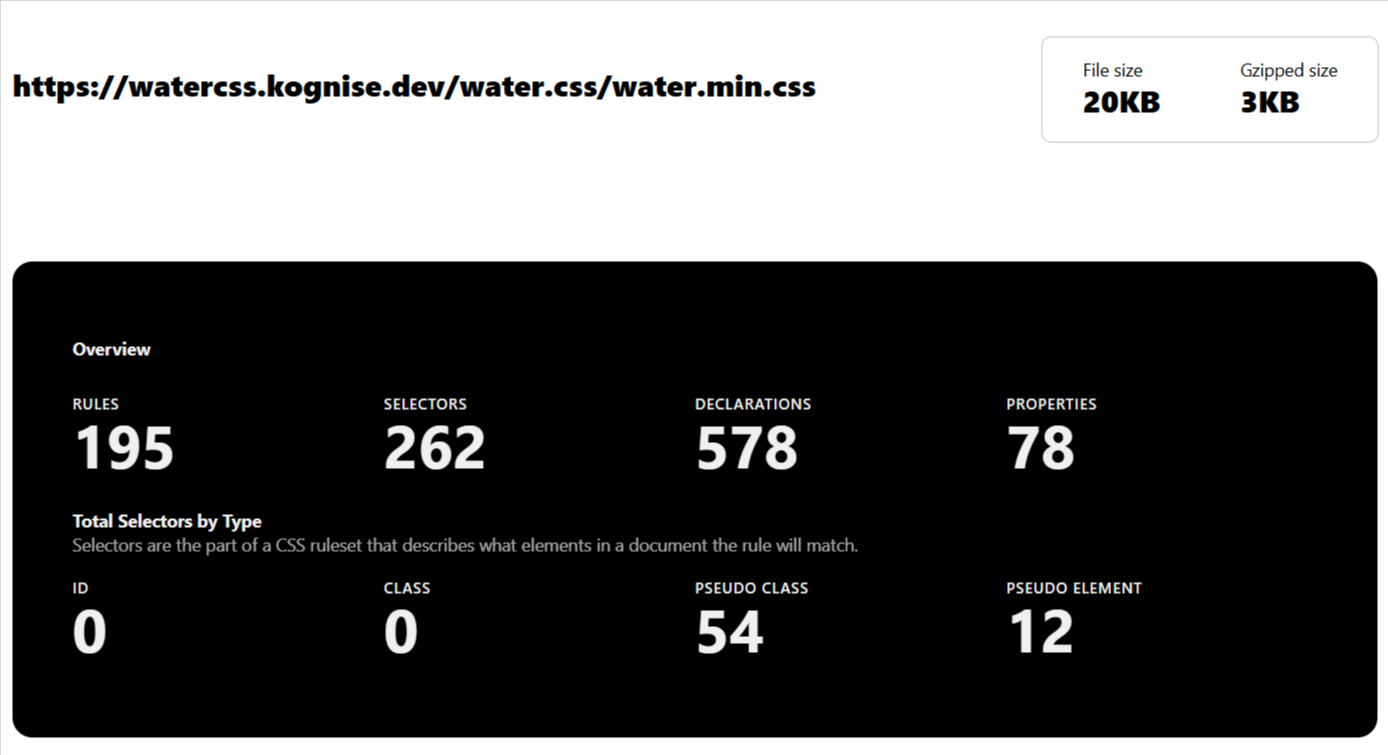 https://watercss.kognise.dev/water.css/water.min.css
File size Gzipped size
20KB 3KB
Overview
RULES SELECTORS DECLARATIONS PROPERTIES
195 262 578 78
Total Selectors by Type
Selectors are the part of a CSS ruleset that describes what elements in a document the rule will match.
ID CLASS PSEUDO CLASS PSEUDO ELEMENT
0 0 54 12